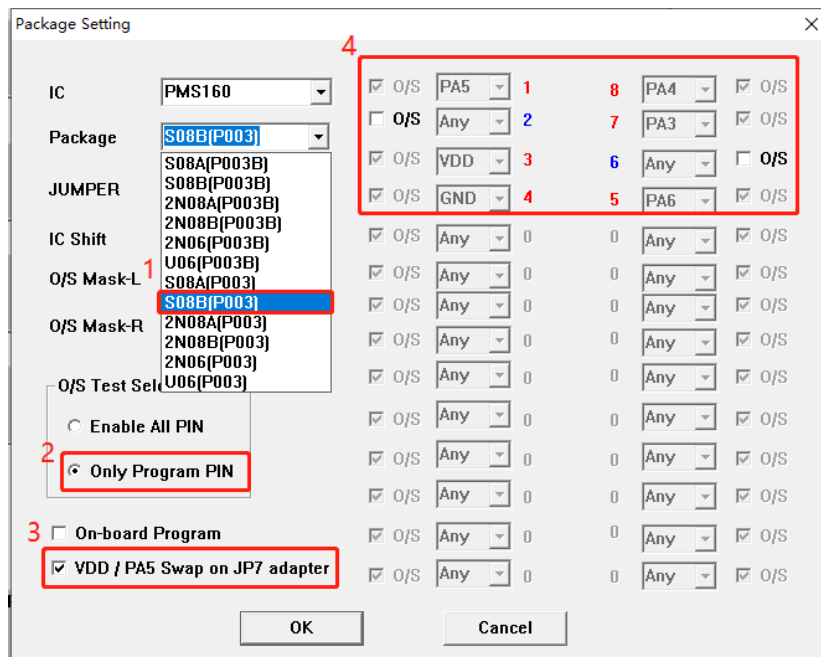 Package Setting
4
IC PMS160
Package S08B(P003)
S08A(P003B)
S08B(P003B)
2N08A(P003B)
2N08B(P003B)
2N06(P003B)
U06(P003B)
S08A(P003)
S08B(P003)
2N08A(P003)
2N08B(P003)
2N06(P003)
U06(P003)
JUMPER
IC Shift
1
O/S Mask-L
O/S Mask-R
O/S Test Sele
Enable All PIN
2
Only Program PIN
3 On-board Program
VDD / PA5 Swap on JP7 adapter
O/S PA5 1 8 PA4 O/S
O/S Any 2 7 PA3 O/S
O/S VDD 3 6 Any O/S
O/S GND 4 5 PA6 O/S
O/S Any 0 0 Any O/S
O/S Any 0 0 Any O/S
O/S Any 0 0 Any O/S
O/S Any 0 0 Any O/S
O/S Any 0 0 Any O/S
O/S Any 0 0 Any O/S
O/S Any 0 0 Any O/S
O/S Any 0 0 Any O/S
O/S Any 0 0 Any O/S
O/S Any 0 0 Any O/S
OK Cancel